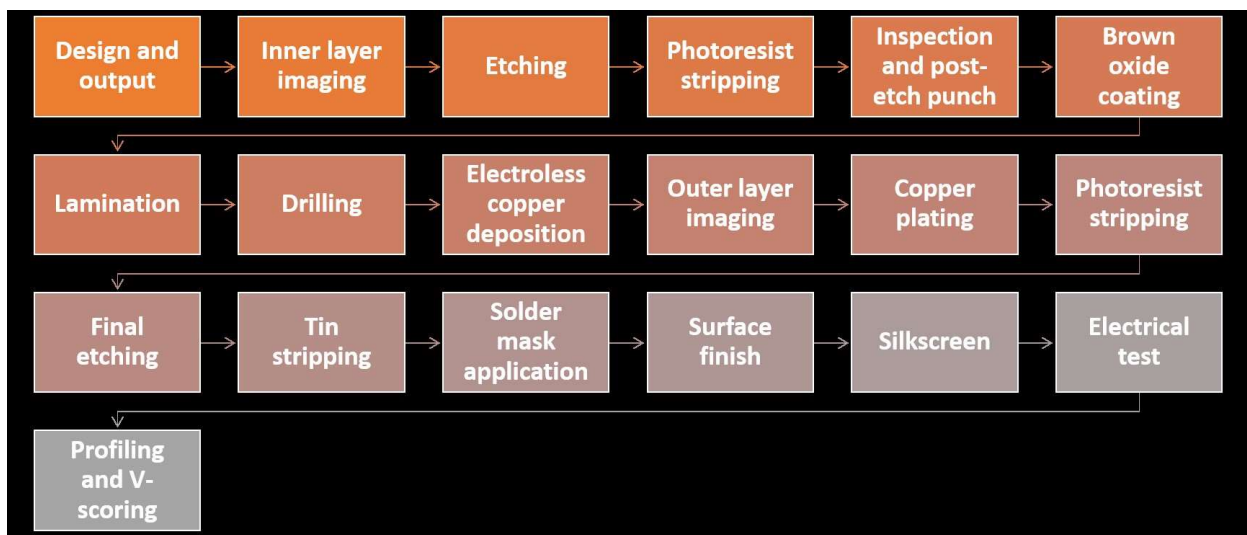 Design and
output
Inner layer
imaging
Etching
Photoresist
stripping
Inspection
and post-
etch punch
Brown
oxide
coating
Lamination
Drilling
Electroless
copper
deposition
Outer layer
imaging
Copper
plating
Photoresist
stripping
Final
etching
Tin
stripping
Solder
mask
application
Surface
finish
Silkscreen
Electrical
test
Profiling
and V-
scoring